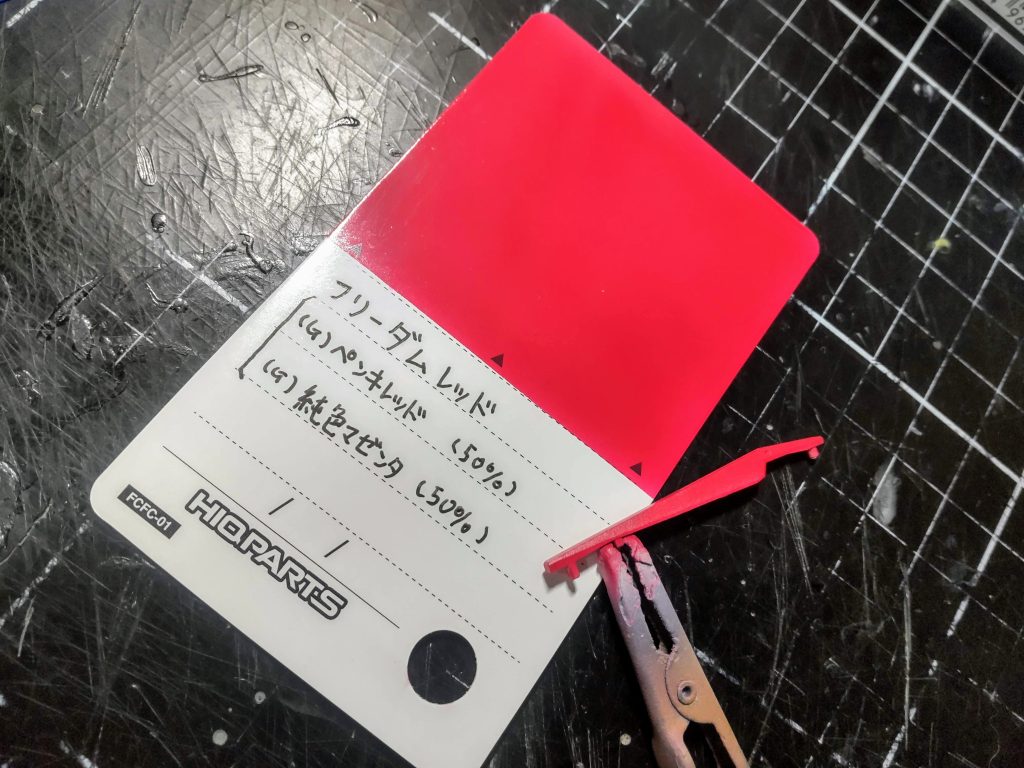 フリーダムレッド
(G)ペンキレッド (50%)
(G)純色マゼンタ (50%)
/ /
FCFC-01
HIQPARTS